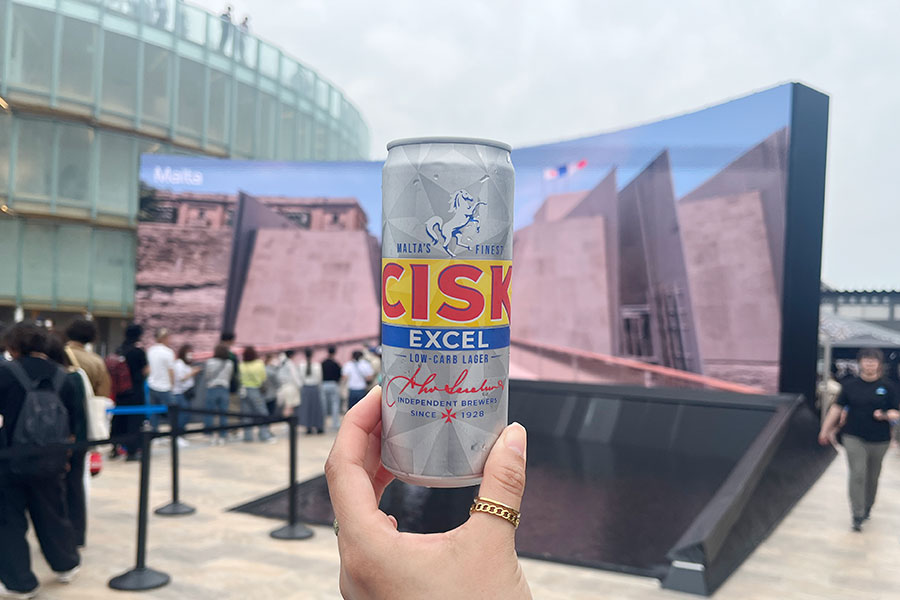 Malta
MALTA'S FINEST
CISK
EXCEL
LOW-CARB LAGER
INDEPENDENT BREWERS
SINCE 1928